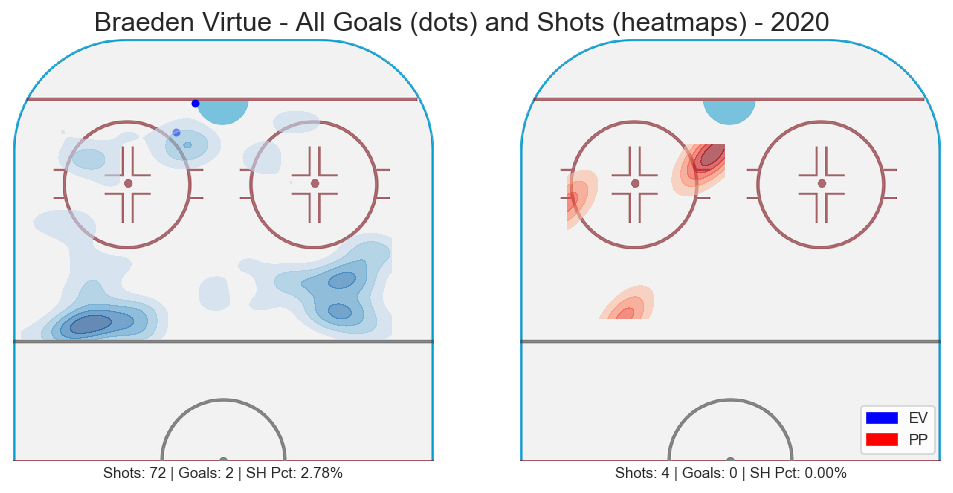 Braeden Virtue - All Goals (dots) and Shots (heatmaps) - 2020
EV
PP
Shots: 72 | Goals: 2 | SH Pct: 2.78%
Shots: 4 | Goals: 0 | SH Pct: 0.00%